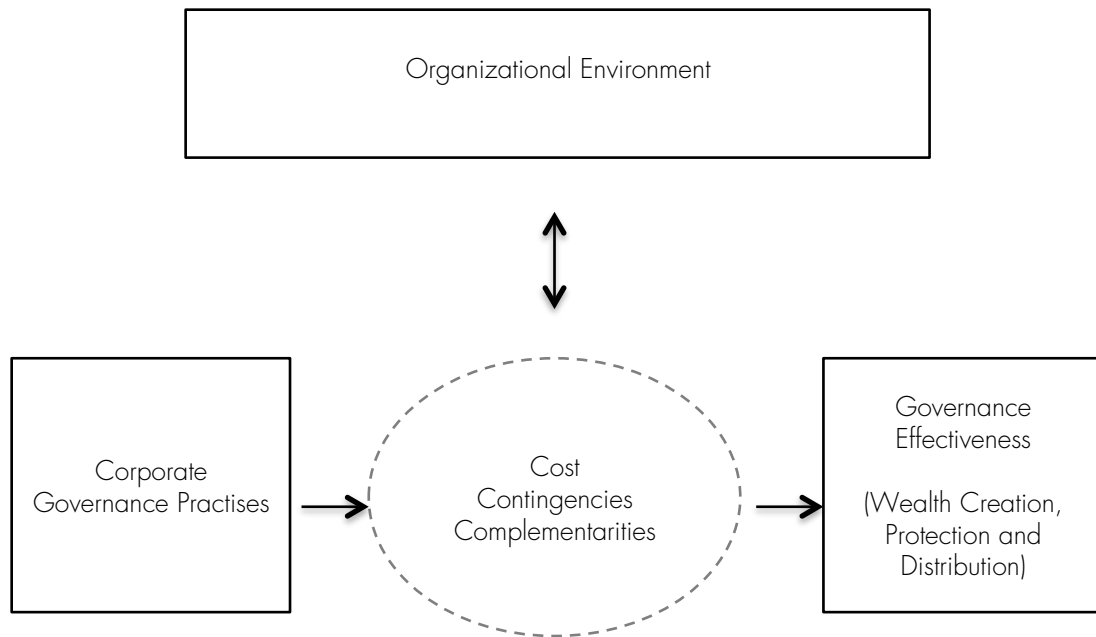 Organizational Environment
Corporate
Governance Practises
Cost
Contingencies
Complementarities
Governance
Effectiveness
(Wealth Creation,
Protection and
Distribution)